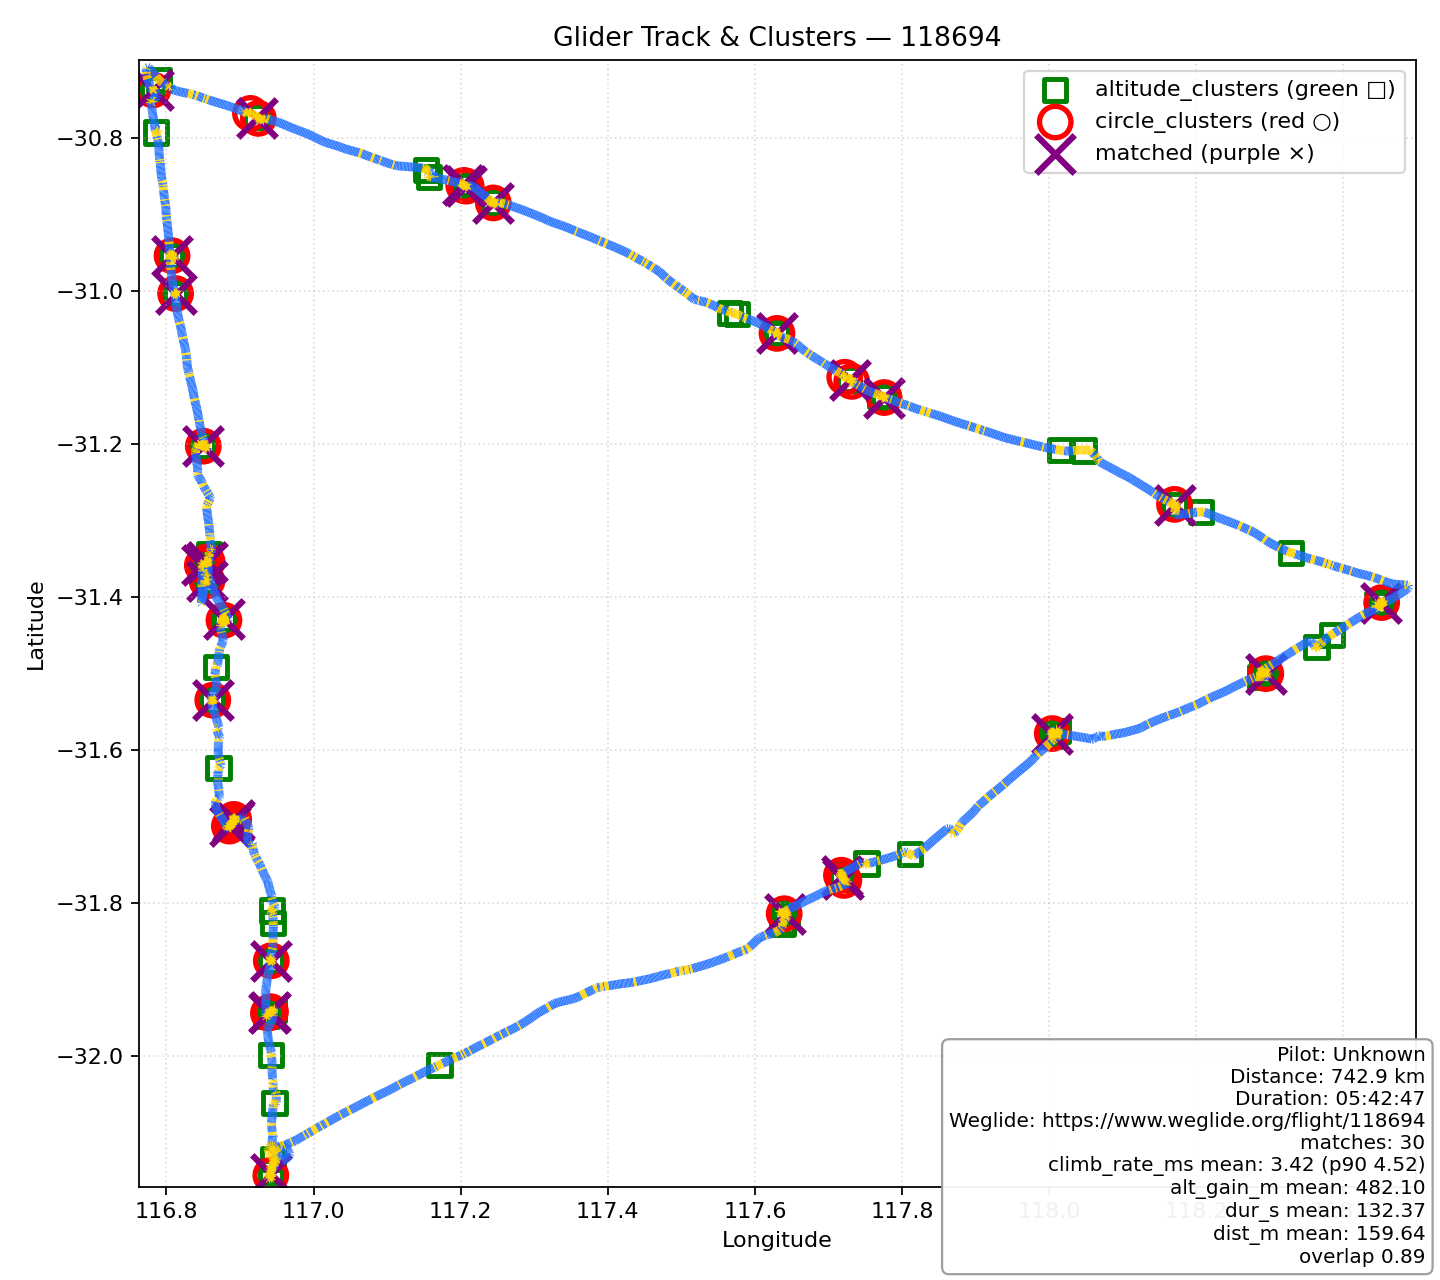 Glider Track & Clusters — 118694
altitude_clusters (green □)
circle_clusters (red ○)
matched (purple ×)
Latitude
−30.8
−31.0
−31.2
−31.4
−31.6
−31.8
−32.0
116.8 117.0 117.2 117.4 117.6 117.8 118.0 118.2
Longitude
Pilot: Unknown
Distance: 742.9 km
Duration: 05:42:47
Weglide: https://www.weglide.org/flight/118694
matches: 30
climb_rate_ms mean: 3.42 (p90 4.52)
alt_gain_m mean: 482.10
dur_s mean: 132.37
dist_m mean: 159.64
overlap 0.89